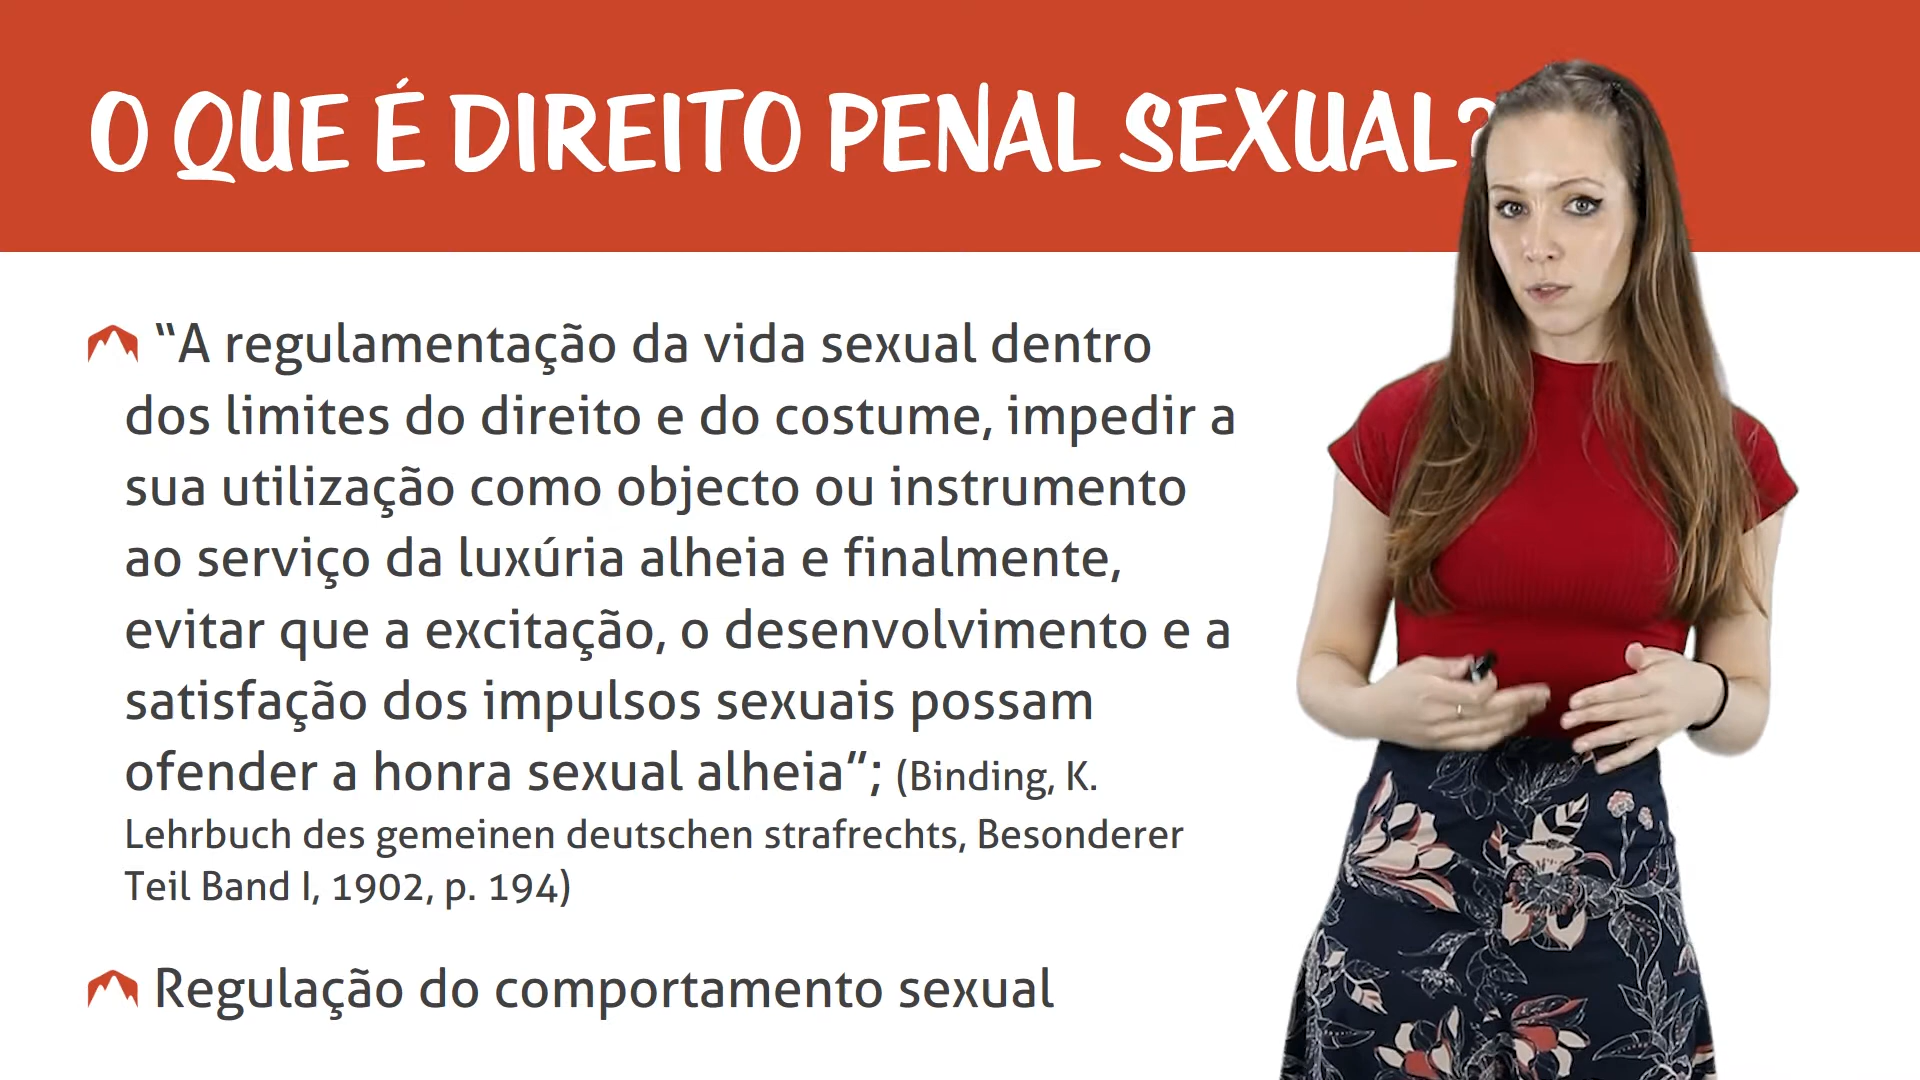 O QUE É DIREITO PENAL SEXUAL?
“A regulamentação da vida sexual dentro
dos limites do direito e do costume, impedir a
sua utilização como objecto ou instrumento
ao serviço da luxúria alheia e finalmente,
evitar que a excitação, o desenvolvimento e a
satisfação dos impulsos sexuais possam
ofender a honra sexual alheia”; (Binding, K.
Lehrbuch des gemeinen deutschen strafrechts, Besonderer
Teil Band I, 1902, p. 194)
Regulação do comportamento sexual